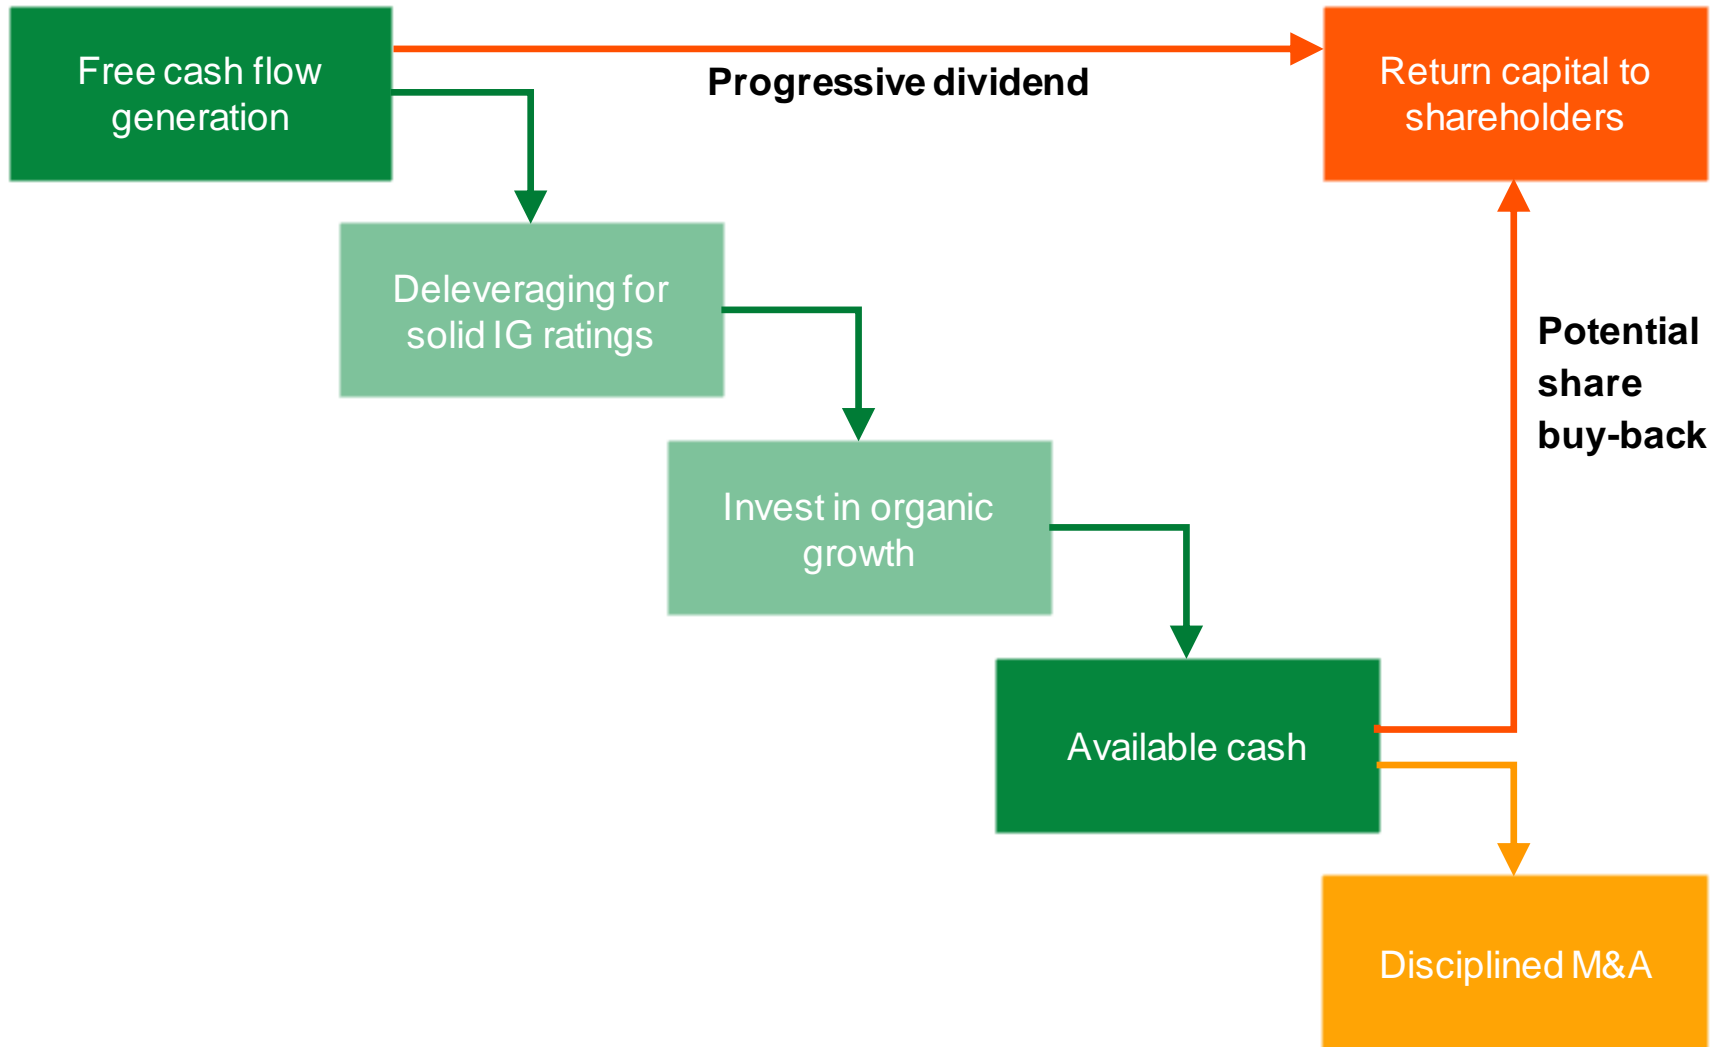 Free cash flow
generation
Progressive dividend
Return capital to
shareholders
Deleveraging for
solid IG ratings
Potential
share
buy-back
Invest in organic
growth
Available cash
Disciplined M&A